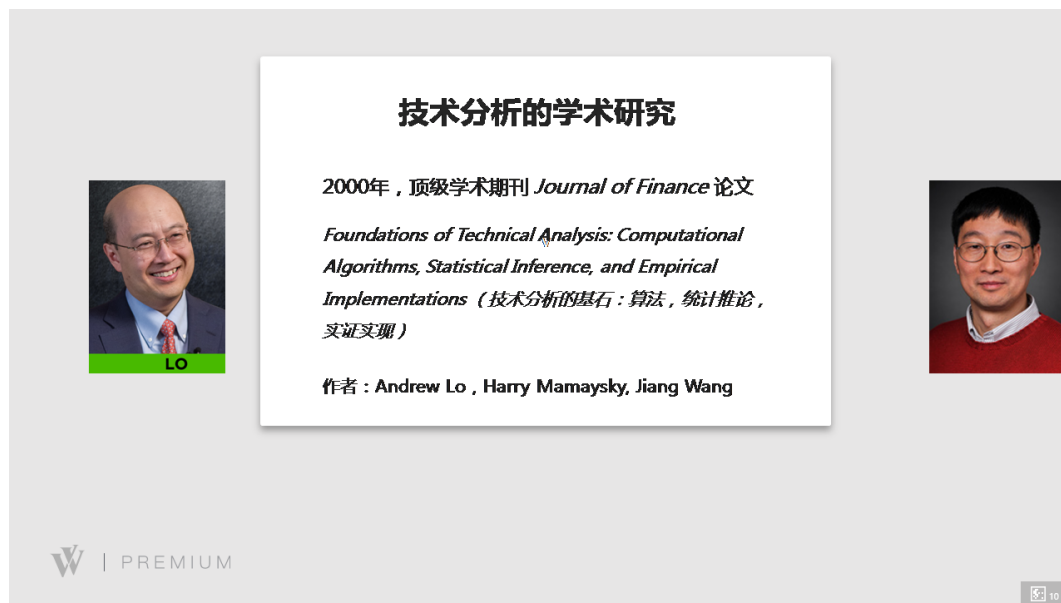 技术分析的学术研究
2000年，顶级学术期刊 Journal of Finance 论文
Foundations of Technical Analysis: Computational
Algorithms, Statistical Inference, and Empirical
Implementations （技术分析的基石：算法，统计推论，
实证实现）
作者：Andrew Lo , Harry Mamaysky, Jiang Wang
LO
W | PREMIUM
10